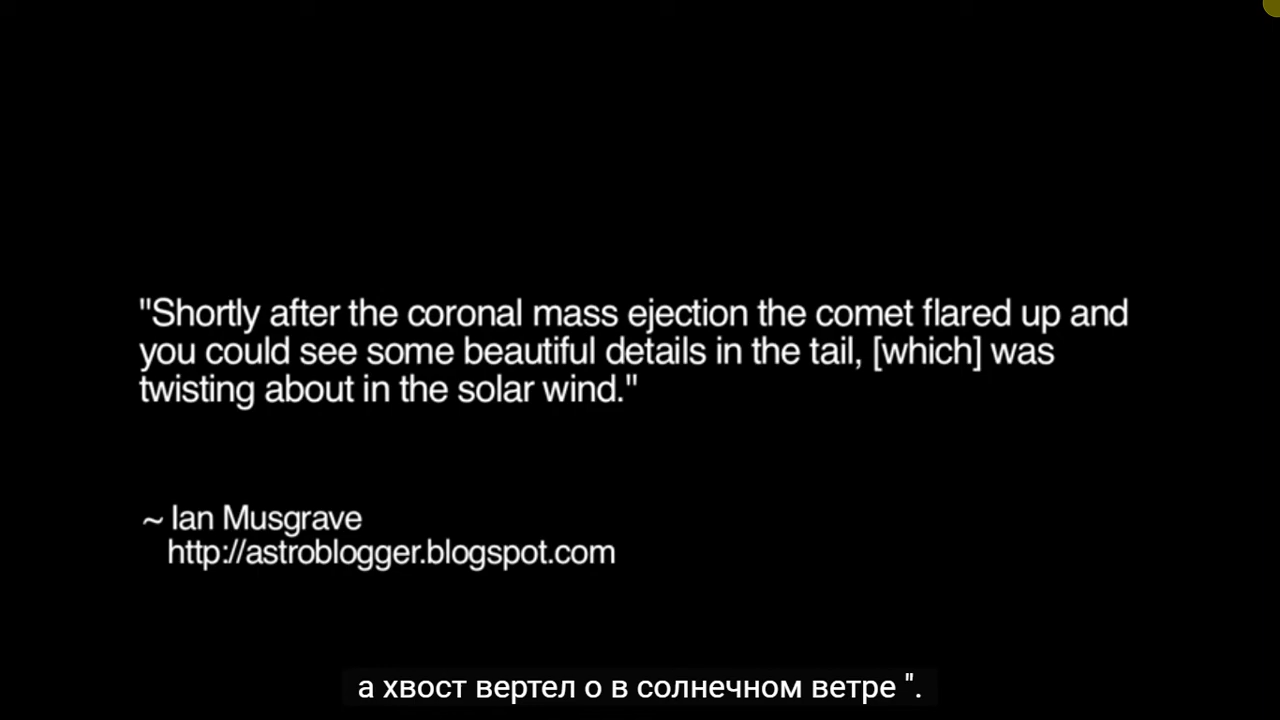 "Shortly after the coronal mass ejection the comet flared up and
you could see some beautiful details in the tail, [which] was
twisting about in the solar wind."
~ Ian Musgrave
http://astroblogger.blogspot.com
а хвост вертел о в солнечном ветре ".